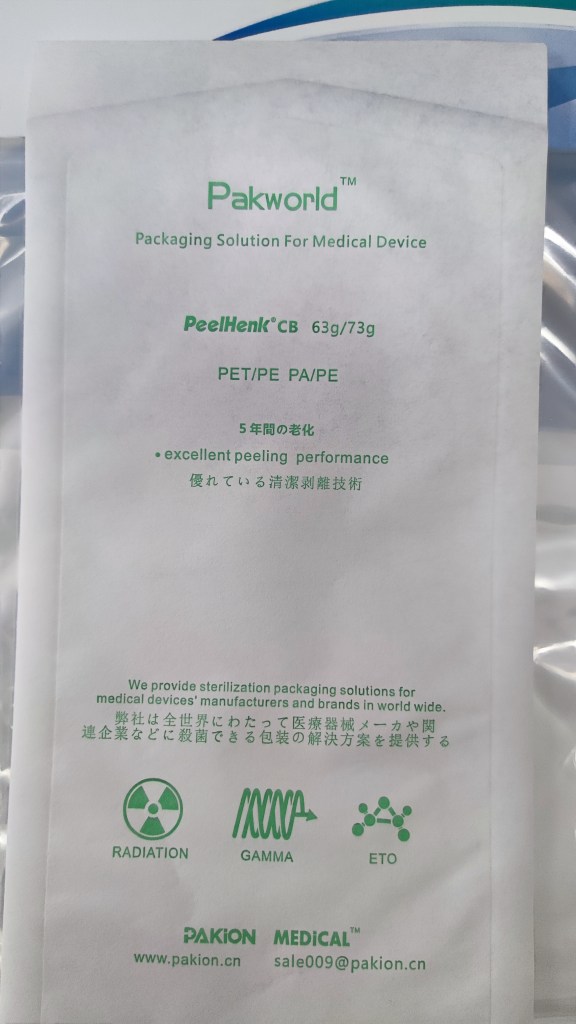 Pakworld™
Packaging Solution For Medical Device
PeelHenk®CB 63g/73g
PET/PE PA/PE
5年間の老化
• excellent peeling performance
優れている清潔剥離技術
We provide sterilization packaging solutions for
medical devices' manufacturers and brands in world wide.
弊社は全世界にわたって医療器械メーカや関
連企業などに殺菌できる包装の解決方案を提供する
RADIATION
GAMMA
ETO
PAKiON MEDiCAL™
www.pakion.cn sale009@pakion.cn